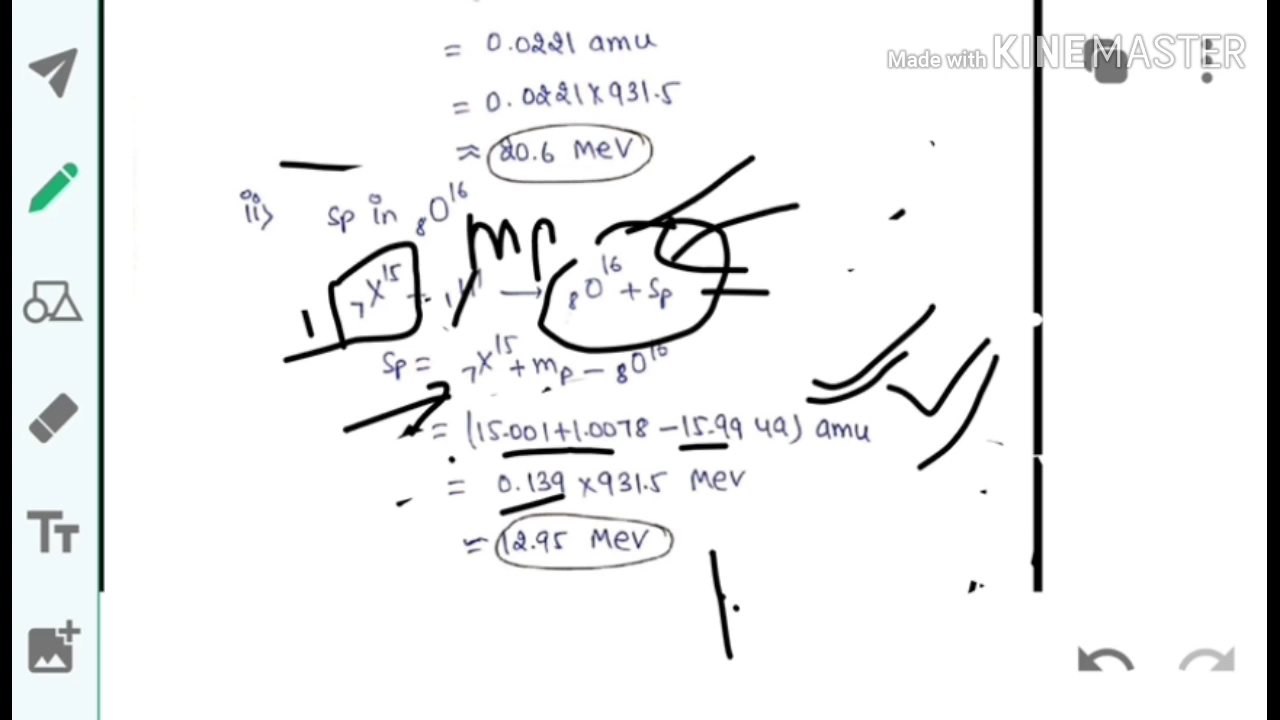 = 0.0221 amu
Made with KINEMASTER
= 0.0221 x 931.5
≈ 20.6 MeV
ii> Sp in ₈O¹⁶
mp
₇X¹⁵ + ₁H¹ → ₈O¹⁶ + Sp
Sp = ₇X¹⁵ + mₚ - ₈O¹⁶
= (15.001+1.0078 - 15.9949) amu
= 0.139 x 931.5 MeV
≈ 12.95 MeV
TT